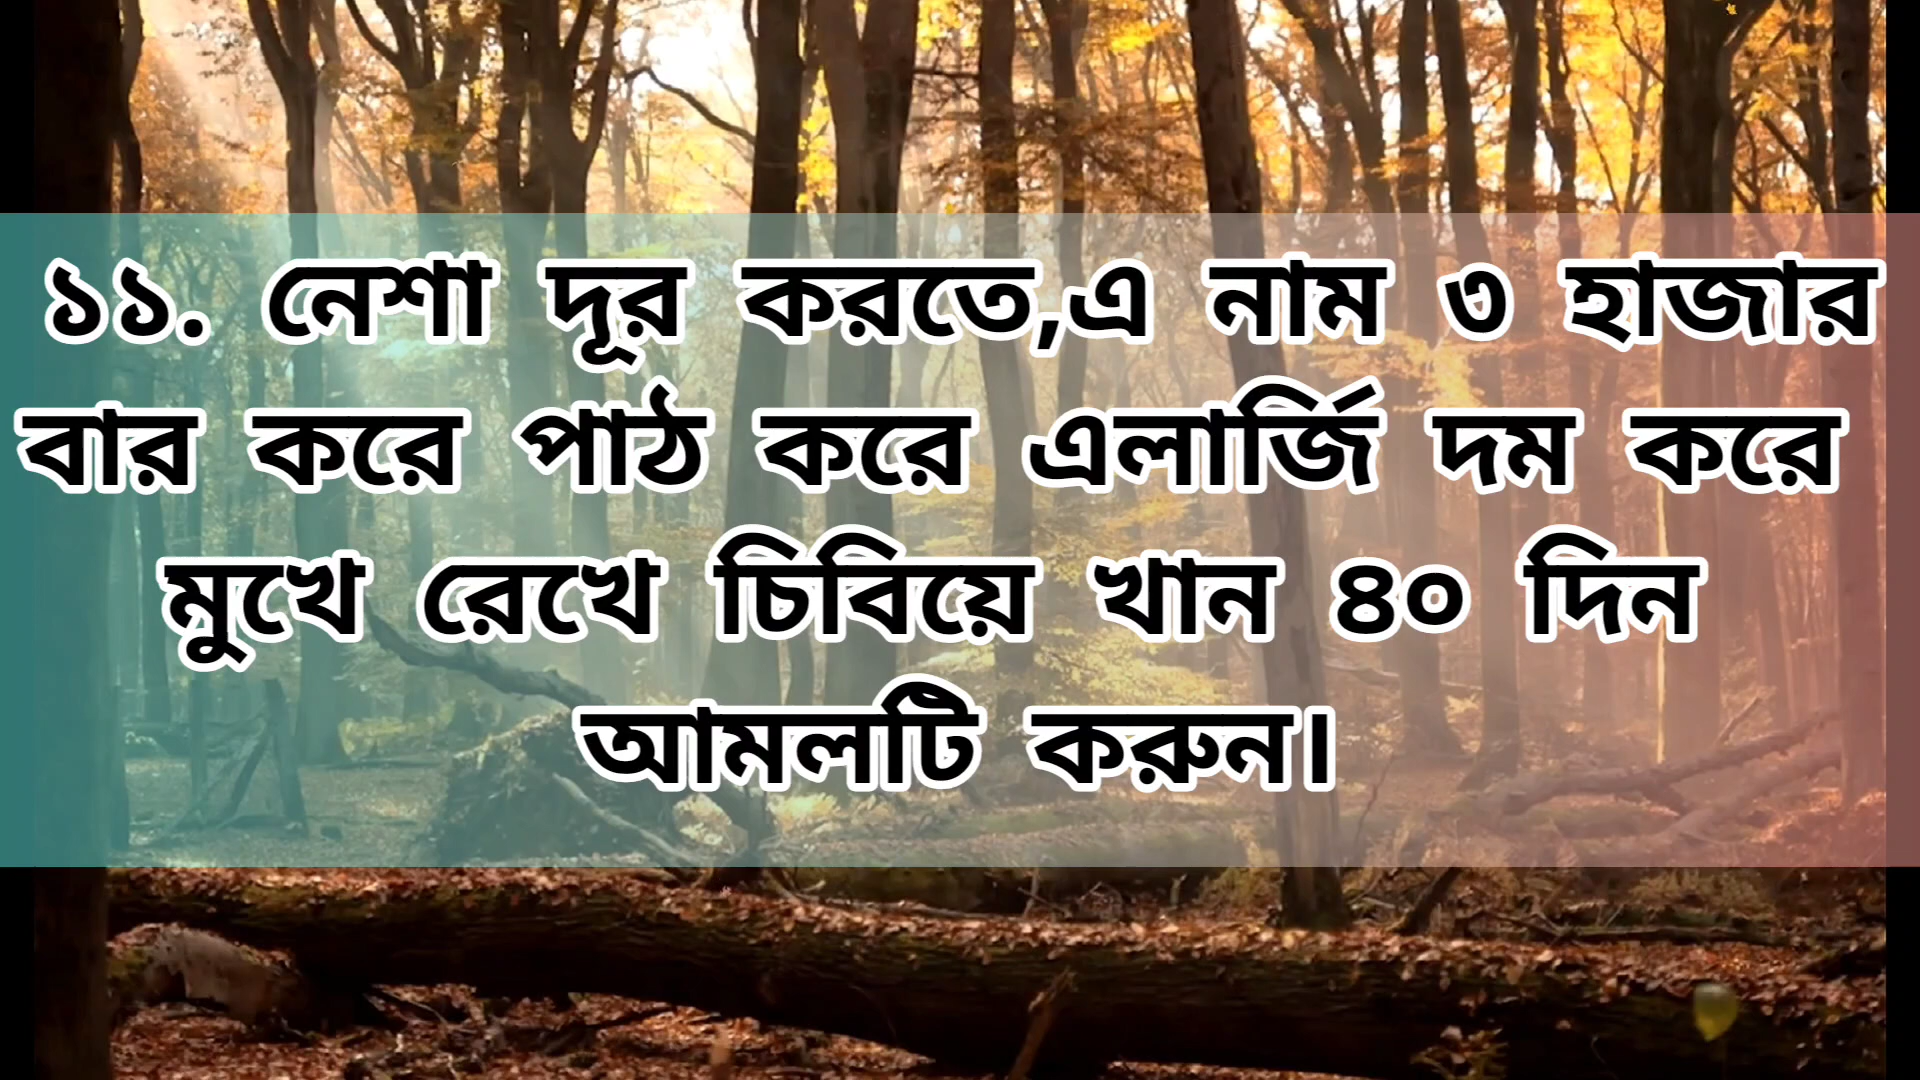 ১১. নেশা দূর করতে,এ নাম ৩ হাজার
বার করে পাঠ করে এলার্জি দম করে
মুখে রেখে চিবিয়ে খান ৪০ দিন
আমলটি করুন।